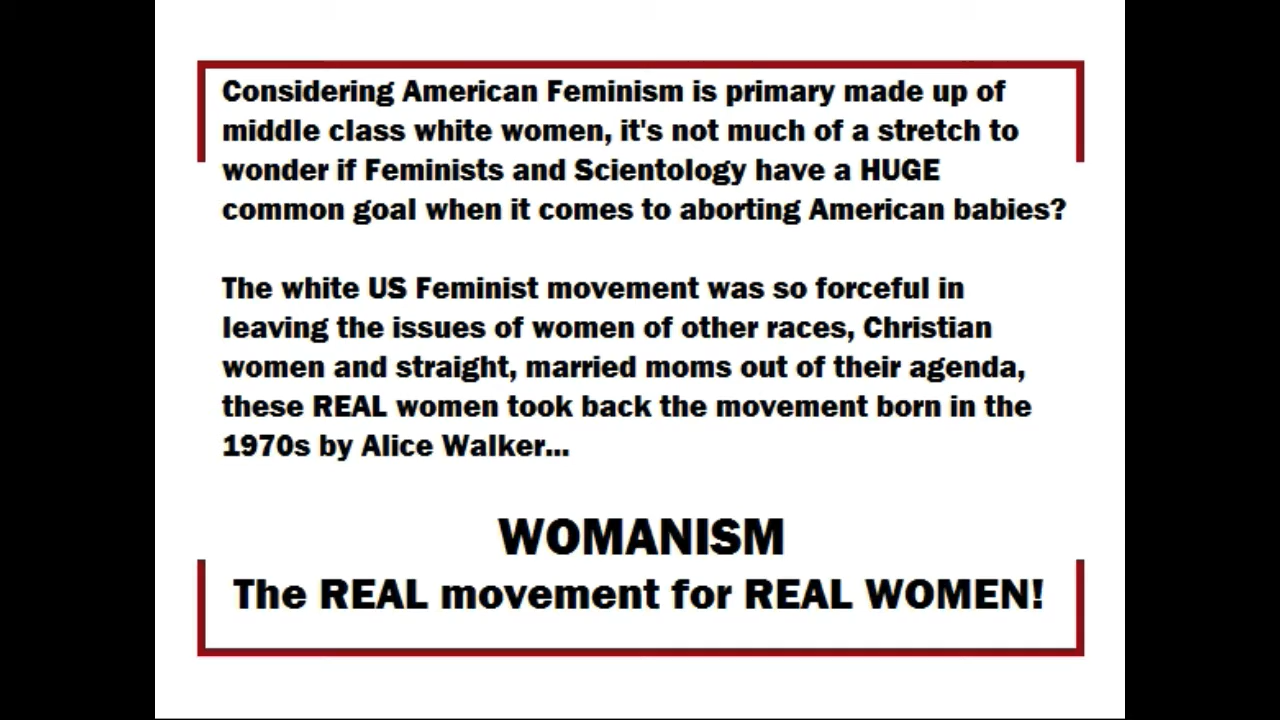 Considering American Feminism is primary made up of
middle class white women, it's not much of a stretch to
wonder if Feminists and Scientology have a HUGE
common goal when it comes to aborting American babies?
The white US Feminist movement was so forceful in
leaving the issues of women of other races, Christian
women and straight, married moms out of their agenda,
these REAL women took back the movement born in the
1970s by Alice Walker...
WOMANISM
The REAL movement for REAL WOMEN!